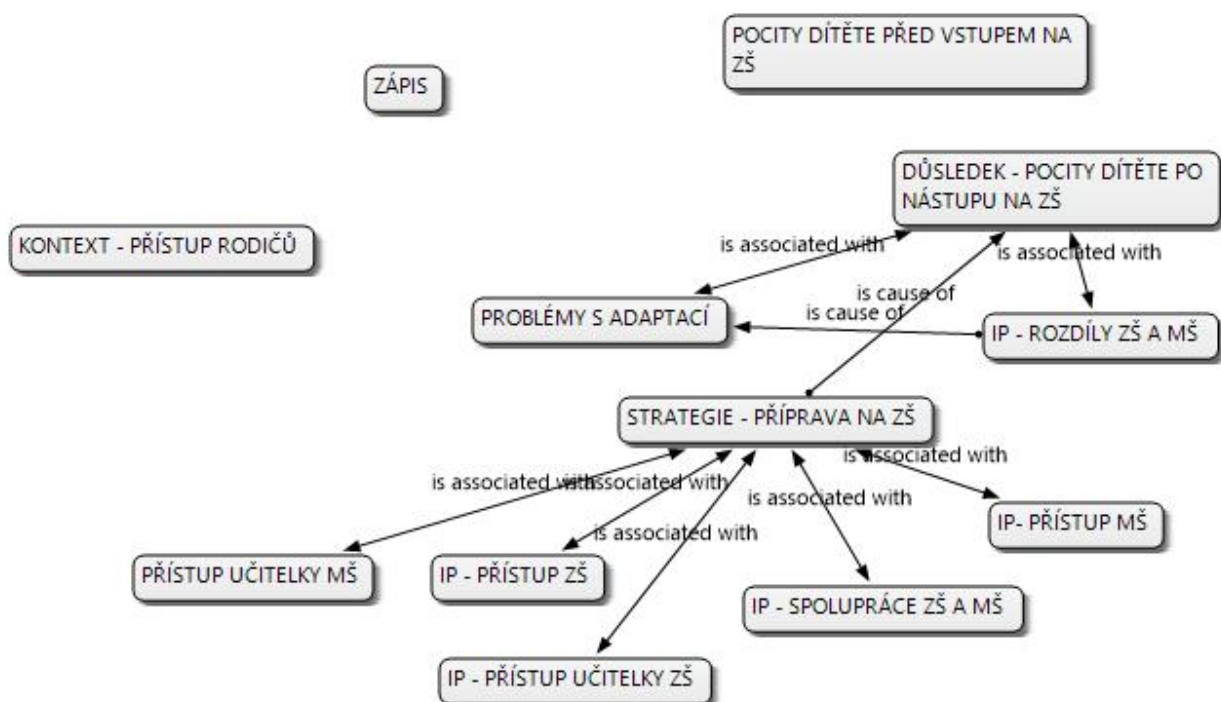 POCITY DÍTĚTE PŘED VSTUPEM NA
ZŠ
ZÁPIS
DŮSLEDEK - POCITY DÍTĚTE PO
NÁSTUPU NA ZŠ
KONTEXT - PŘÍSTUP RODIČŮ
is associated with
is associated with
is cause of
is cause of
PROBLÉMY S ADAPTACÍ
IP - ROZDÍLY ZŠ A MŠ
STRATEGIE - PŘÍPRAVA NA ZŠ
is associated with
is associated with
is associated with
is associated with
is associated with
IP- PŘÍSTUP MŠ
PŘÍSTUP UČITELKY MŠ
IP - PŘÍSTUP ZŠ
IP - SPOLUPRÁCE ZŠ A MŠ
IP - PŘÍSTUP UČITELKY ZŠ